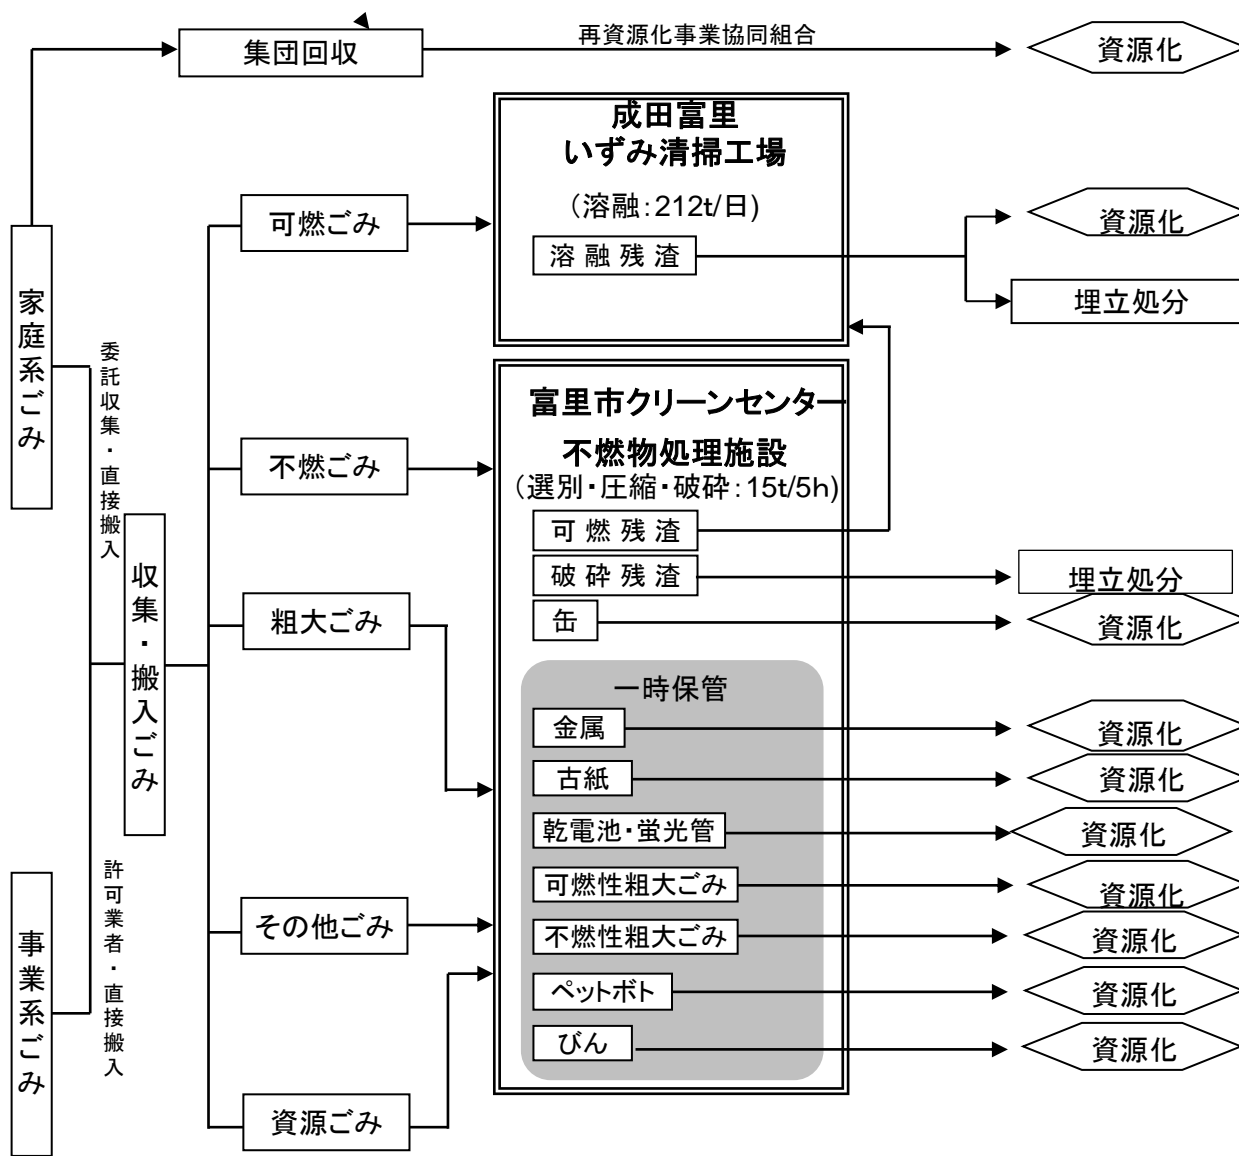 集団回収
再資源化事業協同組合
資源化
成田富里
いずみ清掃工場
(溶融:212t/日)
溶融残渣
資源化
埋立処分
可燃ごみ
家庭系ごみ
委託収集・直接搬入
富里市クリーンセンター
不燃物処理施設
(選別・圧縮・破砕:15t/5h)
不燃ごみ
可燃残渣
破砕残渣
埋立処分
缶
資源化
収集・搬入ごみ
粗大ごみ
一時保管
金属
資源化
古紙
資源化
乾電池・蛍光管
資源化
可燃性粗大ごみ
資源化
その他ごみ
不燃性粗大ごみ
資源化
許可業者・直接搬入
事業系ごみ
ペットボト
資源化
びん
資源化
資源ごみ